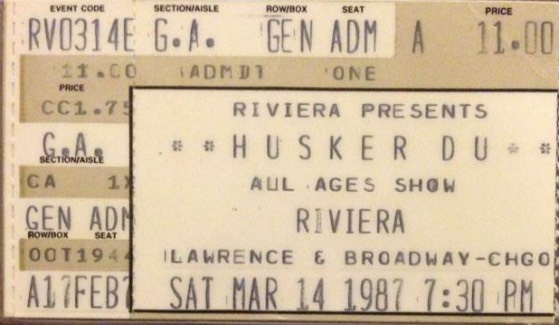 EVENT CODE SECTION/AISLE ROW/BOX SEAT PRICE
RV0314E G.A. GEN ADM A 11.00
11.00 ADMIT ONE
PRICE
CC1.75
RIVIERA PRESENTS
G.A. * * HUSKER DU * *
SECTION/AISLE
CA 1X ALL AGES SHOW
GEN ADM RIVIERA
ROW/BOX SEAT
OOT1944 LAWRENCE & BROADWAY-CHGO
A17FEB7 SAT MAR 14 1987 7:30 PM